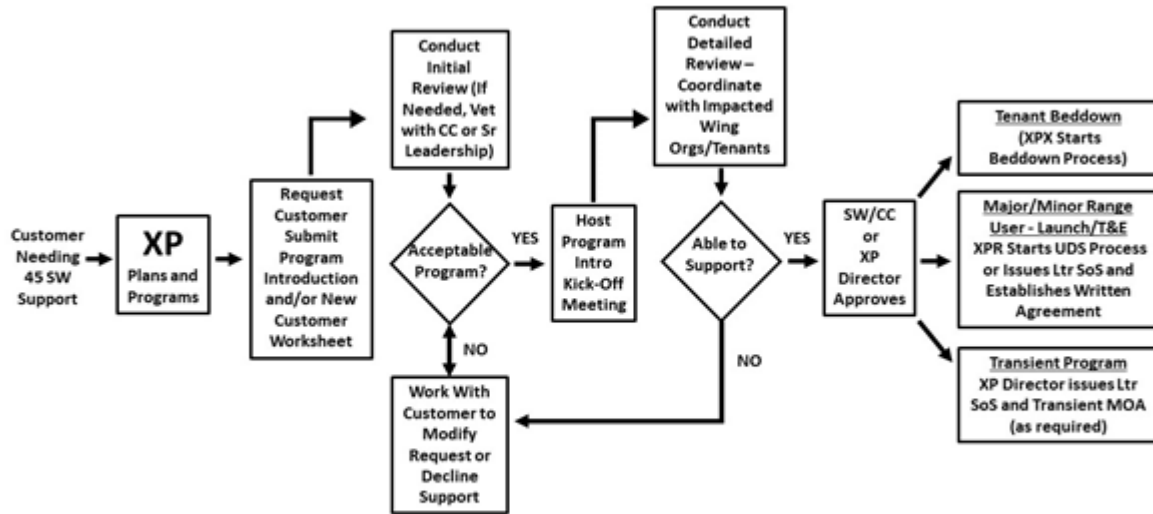 Customer
Needing
45 SW
Support
XP
Plans and
Programs
Request
Customer
Submit
Program
Introduction
and/or New
Customer
Worksheet
Conduct
Initial
Review (If
Needed, Vet
with CC or Sr
Leadership)
Acceptable
Program?
YES
NO
Work With
Customer to
Modify
Request or
Decline
Support
Host
Program
Intro
Kick-Off
Meeting
Conduct
Detailed
Review –
Coordinate
with Impacted
Wing
Orgs/Tenants
Able to
Support?
YES
NO
SW/CC
or
XP
Director
Approves
Tenant Beddown
(XPX Starts
Beddown Process)
Major/Minor Range
User - Launch/T&E
XPR Starts UDS Process
or Issues Ltr SoS and
Establishes Written
Agreement
Transient Program
XP Director issues Ltr
SoS and Transient MOA
(as required)